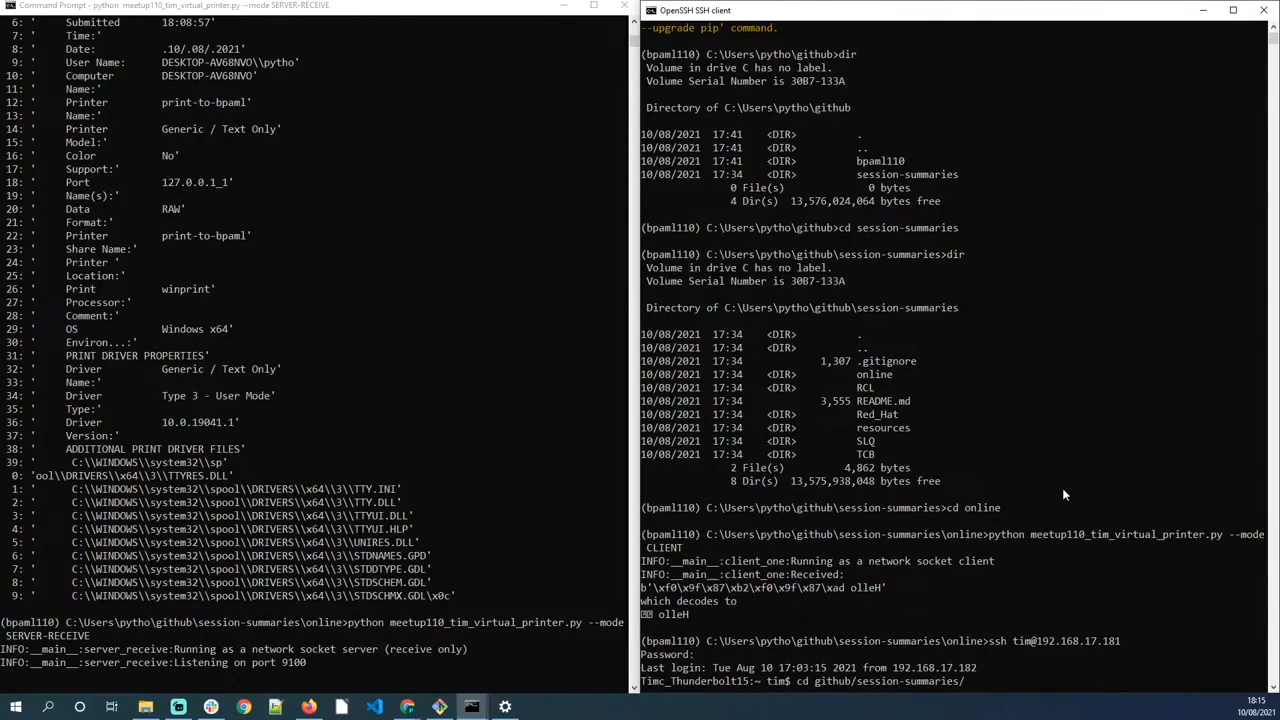 Command Prompt - python meetup110_tim_virtual_printer.py --mode SERVER-RECEIVE
6: ' Submitted 18:08:57'
7: ' Time:'
8: ' Date: .10/.08/.2021'
9: ' User Name: DESKTOP-AV68NVO\\pytho'
10: ' Computer DESKTOP-AV68NVO'
11: ' Name:'
12: ' Printer print-to-bpaml'
13: ' Name:'
14: ' Printer Generic / Text Only'
15: ' Model:'
16: ' Color No'
17: ' Support:'
18: ' Port 127.0.0.1_1'
19: ' Name(s):'
20: ' Data RAW'
21: ' Format:'
22: ' Printer print-to-bpaml'
23: ' Share Name:'
24: ' Printer '
25: ' Location:'
26: ' Print winprint'
27: ' Processor:'
28: ' Comment:'
29: ' OS Windows x64'
30: ' Environ...:'
31: ' PRINT DRIVER PROPERTIES'
32: ' Driver Generic / Text Only'
33: ' Name:'
34: ' Driver Type 3 - User Mode'
35: ' Type:'
36: ' Driver 10.0.19041.1'
37: ' Version:'
38: ' ADDITIONAL PRINT DRIVER FILES'
39: ' C:\\WINDOWS\\system32\\sp'
0: 'ool\\DRIVERS\\x64\\3\\TTYRES.DLL'
1: ' C:\\WINDOWS\\system32\\spool\\DRIVERS\\x64\\3\\TTY.INI'
2: ' C:\\WINDOWS\\system32\\spool\\DRIVERS\\x64\\3\\TTY.DLL'
3: ' C:\\WINDOWS\\system32\\spool\\DRIVERS\\x64\\3\\TTYUI.DLL'
4: ' C:\\WINDOWS\\system32\\spool\\DRIVERS\\x64\\3\\TTYUI.HLP'
5: ' C:\\WINDOWS\\system32\\spool\\DRIVERS\\x64\\3\\UNIRES.DLL'
6: ' C:\\WINDOWS\\system32\\spool\\DRIVERS\\x64\\3\\STDNAMES.GPD'
7: ' C:\\WINDOWS\\system32\\spool\\DRIVERS\\x64\\3\\STDDTYPE.GDL'
8: ' C:\\WINDOWS\\system32\\spool\\DRIVERS\\x64\\3\\STDSCHEM.GDL'
9: ' C:\\WINDOWS\\system32\\spool\\DRIVERS\\x64\\3\\STDSCHMX.GDL\x0c'
(bpaml110) C:\Users\pytho\github\session-summaries\online>python meetup110_tim_virtual_printer.py --mode
SERVER-RECEIVE
INFO:__main__:server_receive:Running as a network socket server (receive only)
INFO:__main__:server_receive:Listening on port 9100
OpenSSH SSH client
--upgrade pip' command.
(bpaml110) C:\Users\pytho\github>dir
Volume in drive C has no label.
Volume Serial Number is 30B7-133A
Directory of C:\Users\pytho\github
10/08/2021 17:41 <DIR> .
10/08/2021 17:41 <DIR> ..
10/08/2021 17:41 <DIR> bpaml110
10/08/2021 17:34 <DIR> session-summaries
0 File(s) 0 bytes
4 Dir(s) 13,576,024,064 bytes free
(bpaml110) C:\Users\pytho\github>cd session-summaries
(bpaml110) C:\Users\pytho\github\session-summaries>dir
Volume in drive C has no label.
Volume Serial Number is 30B7-133A
Directory of C:\Users\pytho\github\session-summaries
10/08/2021 17:34 <DIR> .
10/08/2021 17:34 <DIR> ..
10/08/2021 17:34 1,307 .gitignore
10/08/2021 17:34 <DIR> online
10/08/2021 17:34 <DIR> RCL
10/08/2021 17:34 3,555 README.md
10/08/2021 17:34 <DIR> Red_Hat
10/08/2021 17:34 <DIR> resources
10/08/2021 17:34 <DIR> SLQ
10/08/2021 17:34 <DIR> TCB
2 File(s) 4,862 bytes
8 Dir(s) 13,575,938,048 bytes free
(bpaml110) C:\Users\pytho\github\session-summaries>cd online
(bpaml110) C:\Users\pytho\github\session-summaries\online>python meetup110_tim_virtual_printer.py --mode
CLIENT
INFO:__main__:client_one:Running as a network socket client
INFO:__main__:client_one:Received:
b'\xf0\x9f\x87\xb2\xf0\x9f\x87\xad olleH'
which decodes to
olleH
(bpaml110) C:\Users\pytho\github\session-summaries\online>ssh tim@192.168.17.181
Password:
Last login: Tue Aug 10 17:03:15 2021 from 192.168.17.182
Timc_Thunderbolt15:~ tim$ cd github/session-summaries/
18:15
10/08/2021